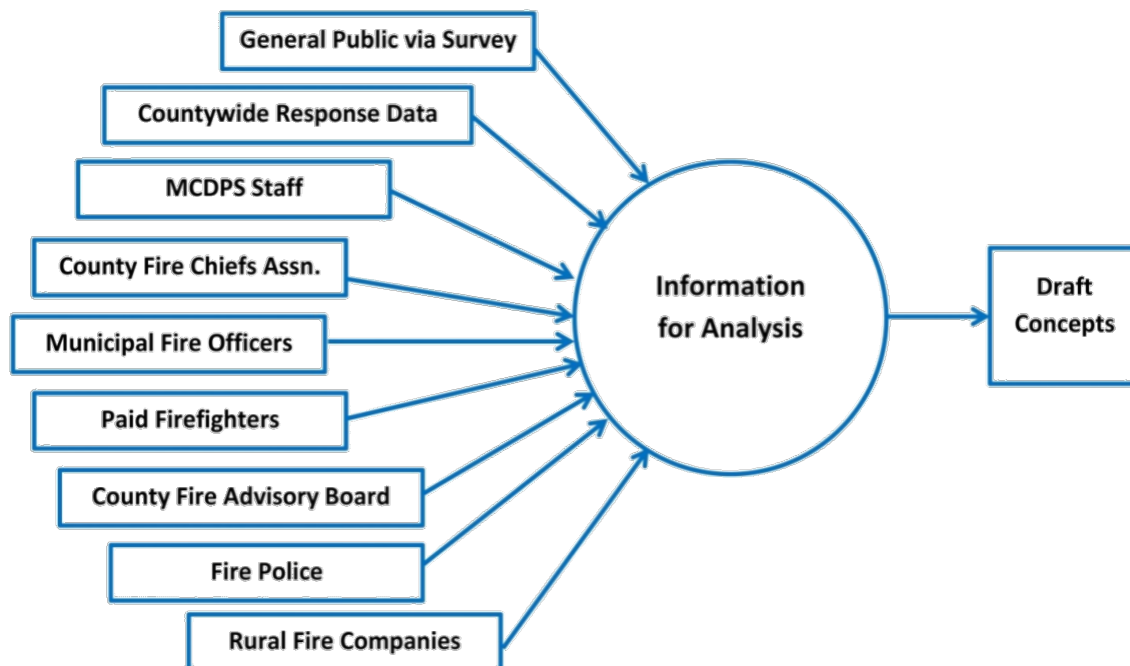 General Public via Survey
Countywide Response Data
MCDPS Staff
County Fire Chiefs Assn.
Municipal Fire Officers
Paid Firefighters
County Fire Advisory Board
Fire Police
Rural Fire Companies
Information
for Analysis
Draft
Concepts